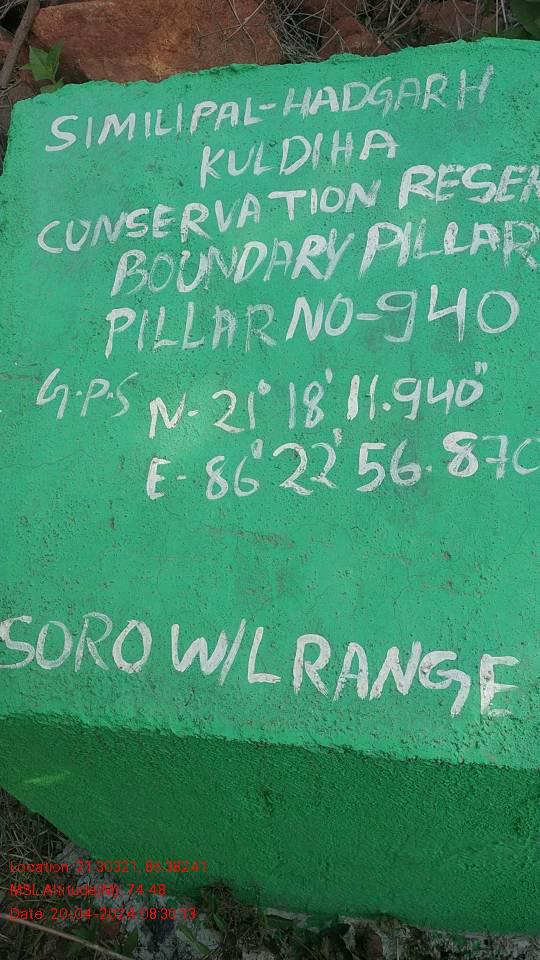 SIMILIPAL-HADGARH
KULDIHA
CONSERVATION RESER
BOUNDARY PILLAR
PILLAR NO-940
G.P.S N- 21° 18' 11.940"
E- 86° 22' 56.870
SORO W/L RANGE
Location: 21.30321, 86.38241
MSL Altitude(M): 74.48
Date: 20-04-2024 08:30:13